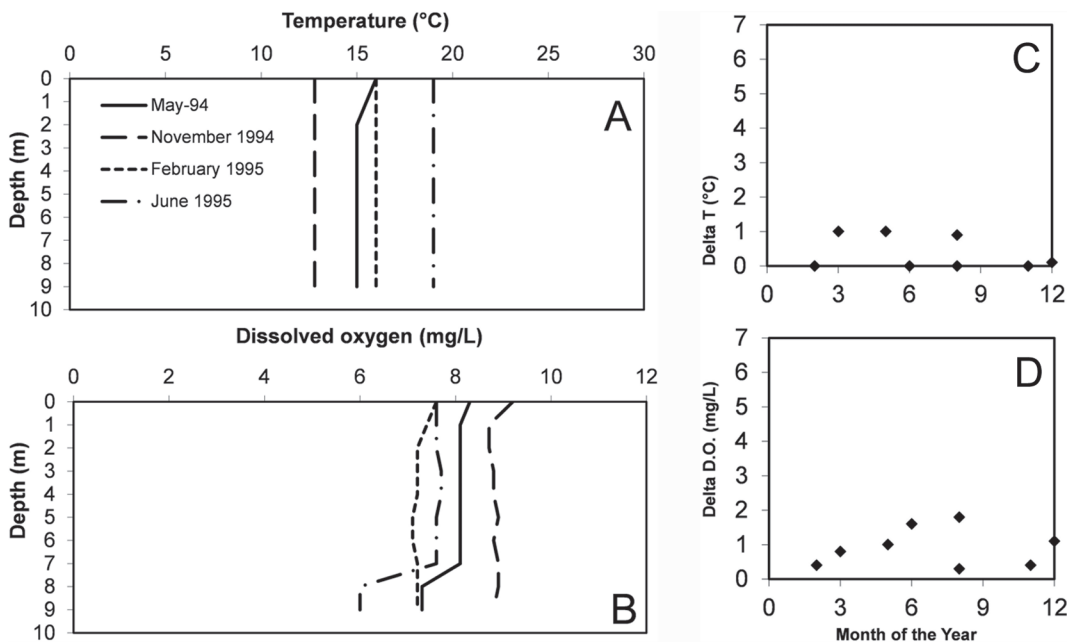 Temperature (°C)
0 5 10 15 20 25 30
Depth (m)
0
1
2
3
4
5
6
7
8
9
10
May-94
November 1994
February 1995
June 1995
A
Dissolved oxygen (mg/L)
0 2 4 6 8 10 12
Depth (m)
0
1
2
3
4
5
6
7
8
9
10
B
Delta T (°C)
7
6
5
4
3
2
1
0
0 3 6 9 12
C
Delta D.O. (mg/L)
7
6
5
4
3
2
1
0
0 3 6 9 12
D
Month of the Year